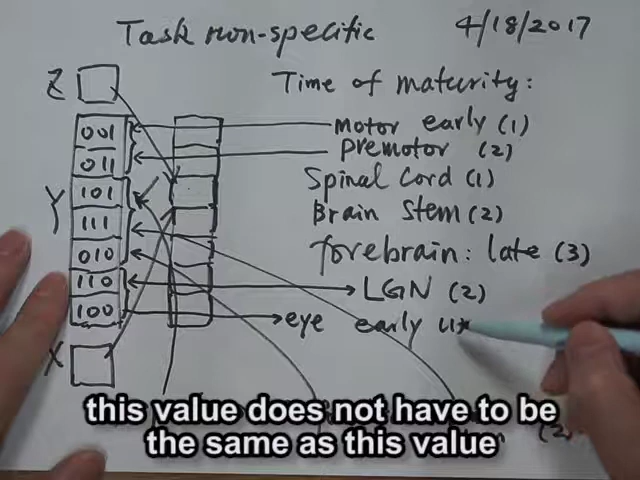 Task non-specific 4/18/2017
Z
Time of maturity:
001 Motor early (1)
011 Premotor (2)
101 Spinal Cord (1)
Y
111 Brain Stem (2)
010 forebrain: late (3)
110 LGN (2)
100 eye early (1)
X
this value does not have to be
the same as this value
(2